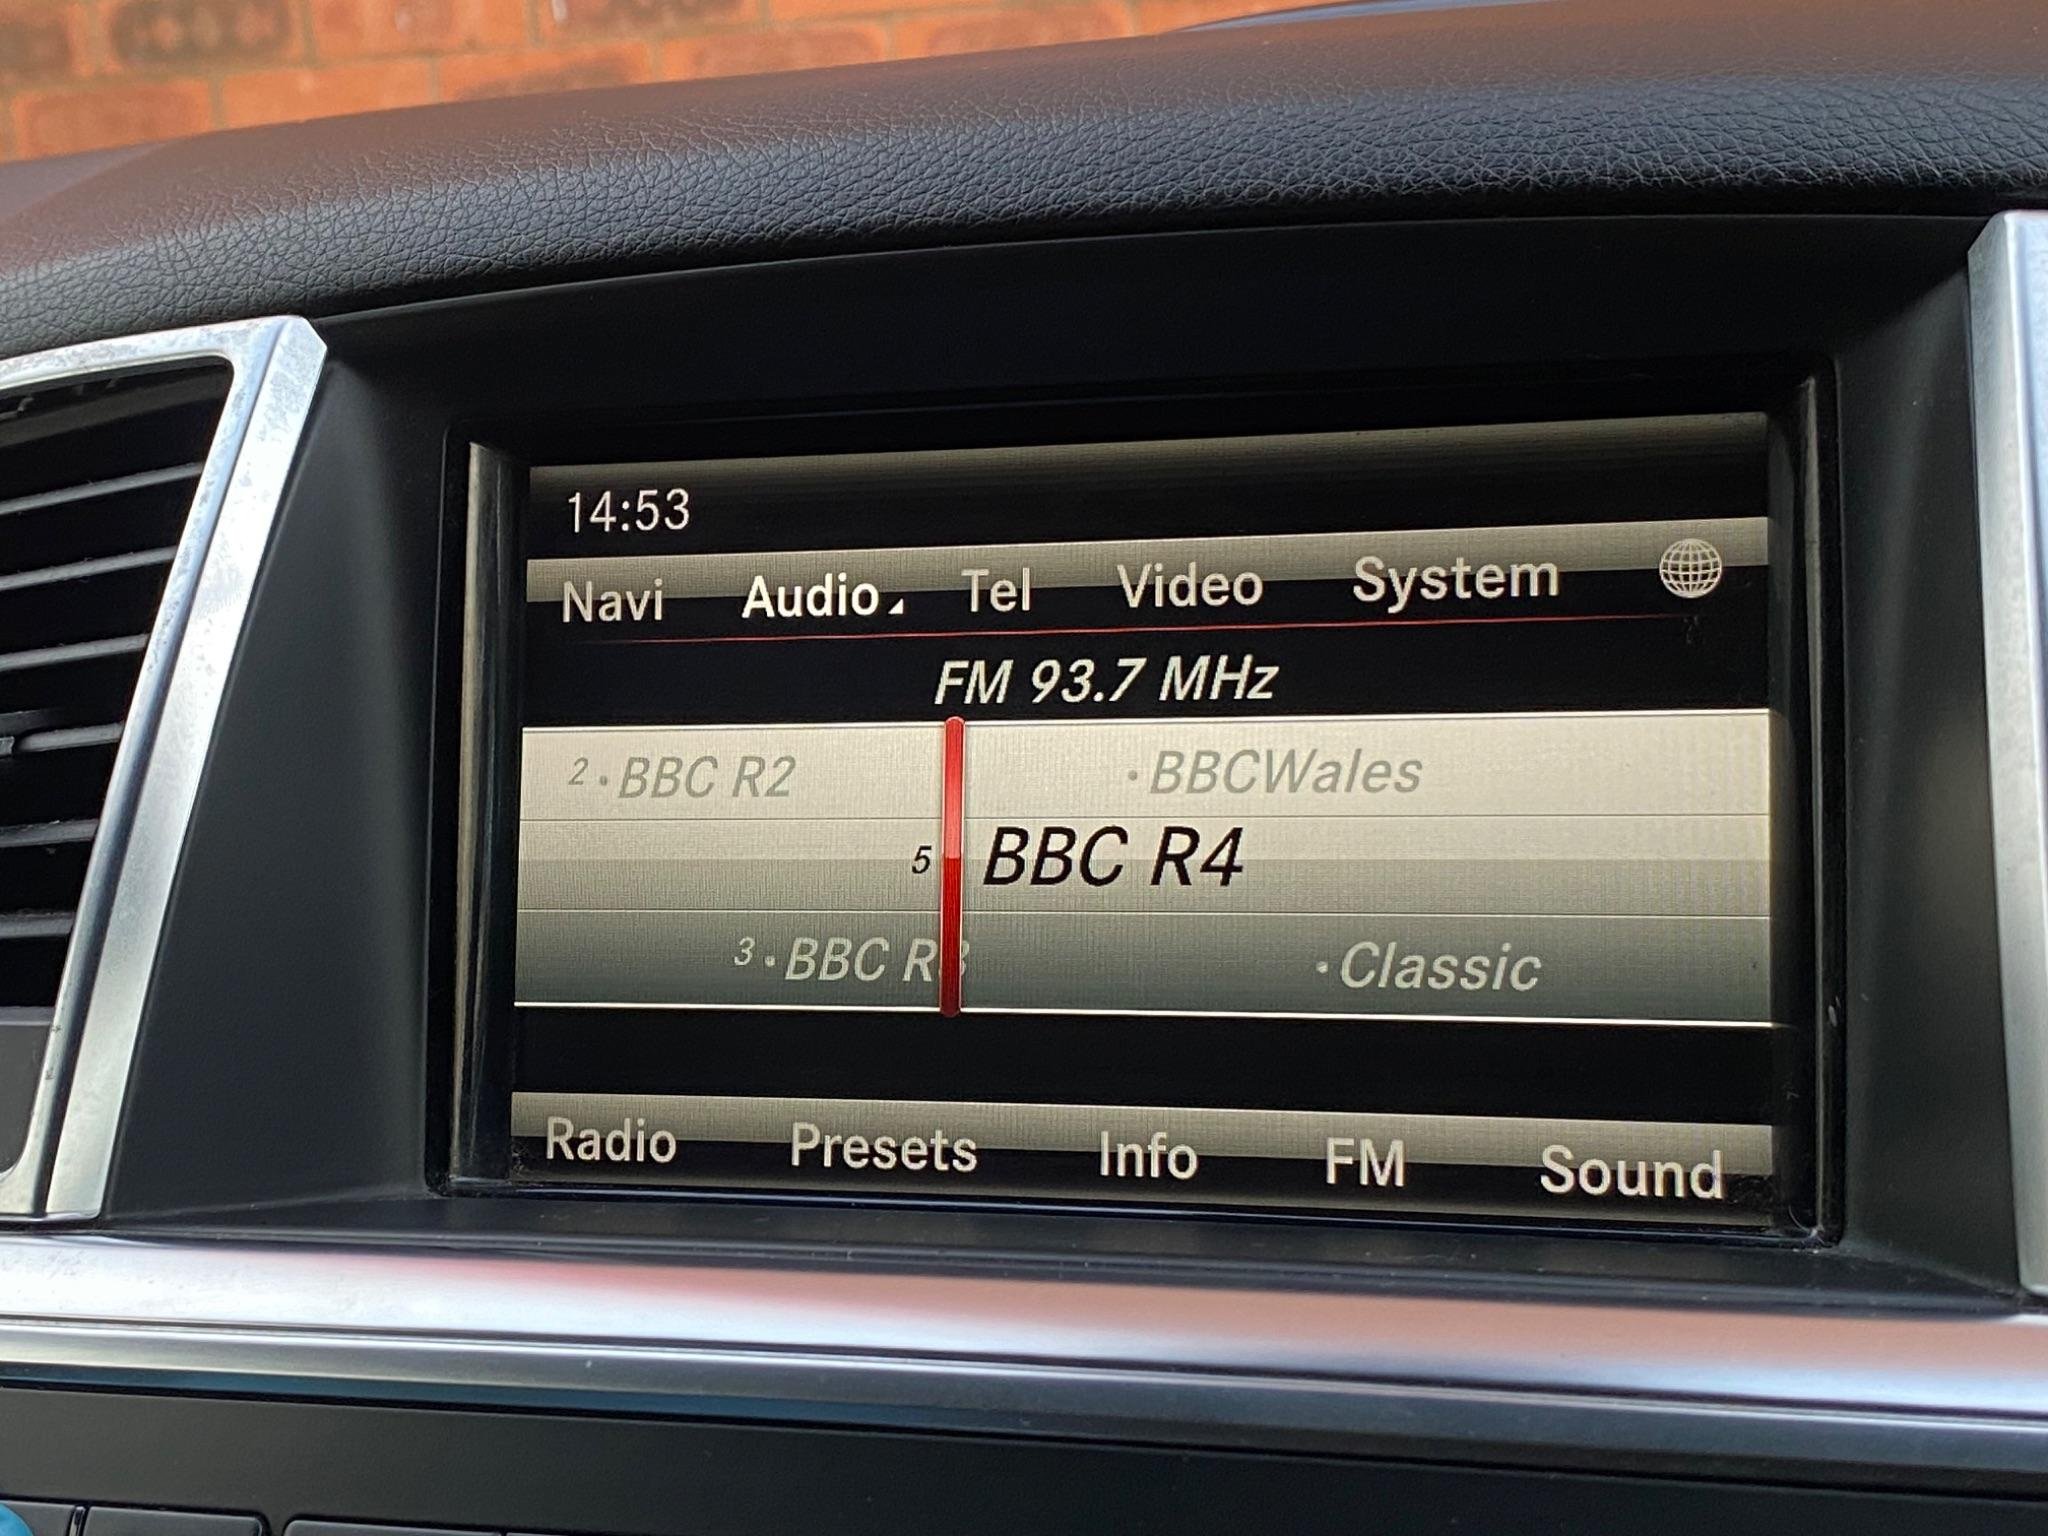 14:53
Navi Audio Tel Video System
FM 93.7 MHz
2 • BBC R2 • BBCWales
5 BBC R4
3 • BBC R3 • Classic
Radio Presets Info FM Sound